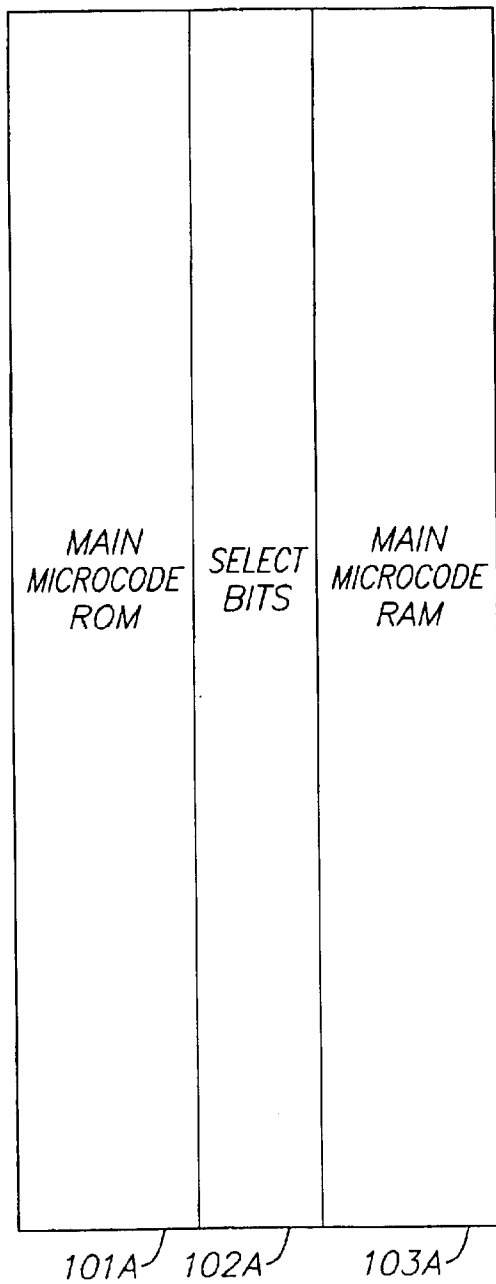 MAIN
MICROCODE
ROM
SELECT
BITS
MAIN
MICROCODE
RAM
101A 102A 103A